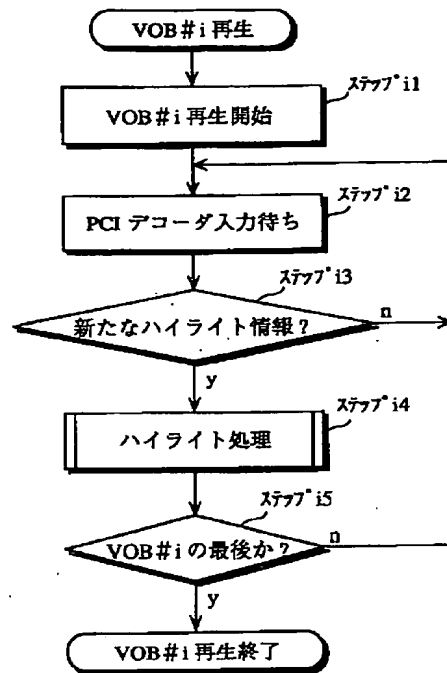 VOB#i 再生
ステップi1
VOB#i 再生開始
ステップi2
PCI デコーダ入力待ち
ステップi3
新たなハイライト情報?
n
y
ステップi4
ハイライト処理
ステップi5
VOB#i の最後か?
n
y
VOB#i 再生終了